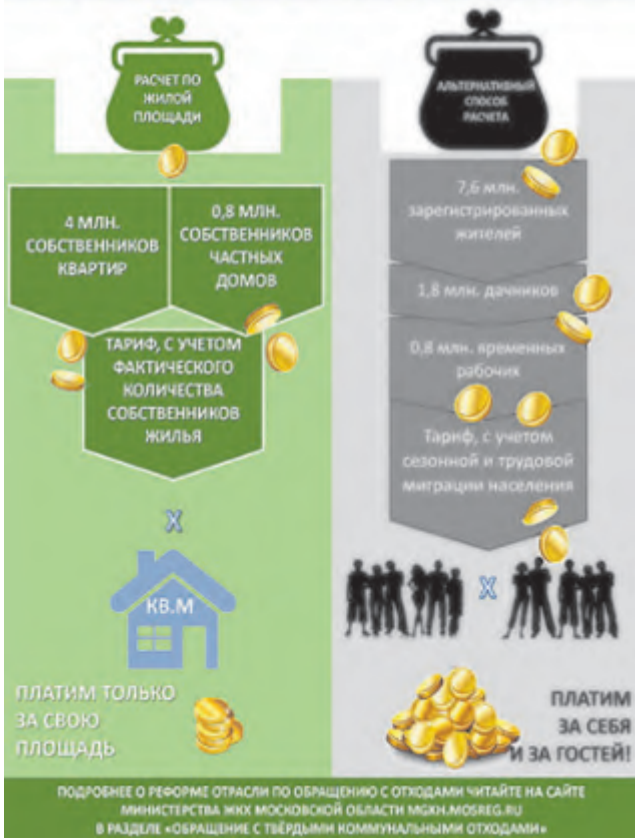 РАСЧЕТ ПО
ЖИЛОЙ
ПЛОЩАДИ
4 МЛН.
СОБСТВЕННИКОВ
КВАРТИР
0,8 МЛН.
СОБСТВЕННИКОВ
ЧАСТНЫХ
ДОМОВ
ТАРИФ, С УЧЕТОМ
ФАКТИЧЕСКОГО
КОЛИЧЕСТВА
СОБСТВЕННИКОВ
ЖИЛЬЯ
X
КВ.М
ПЛАТИМ ТОЛЬКО
ЗА СВОЮ
ПЛОЩАДЬ
АЛЬТЕРНАТИВНЫЙ
СПОСОБ
РАСЧЕТА
7,6 млн.
зарегистрированных
жителей
1,8 млн. дачников
0,8 млн. временных
рабочих
Тариф, с учетом
сезонной и трудовой
миграции населения
X
ПЛАТИМ
ЗА СЕБЯ
И ЗА ГОСТЕЙ!
ПОДРОБНЕЕ О РЕФОРМЕ ОТРАСЛИ ПО ОБРАЩЕНИЮ С ОТХОДАМИ ЧИТАЙТЕ НА САЙТЕ
МИНИСТЕРСТВА ЖКХ МОСКОВСКОЙ ОБЛАСТИ MGKH.MOSREG.RU
В РАЗДЕЛЕ «ОБРАЩЕНИЕ С ТВЁРДЫМИ КОММУНАЛЬНЫМИ ОТХОДАМИ»